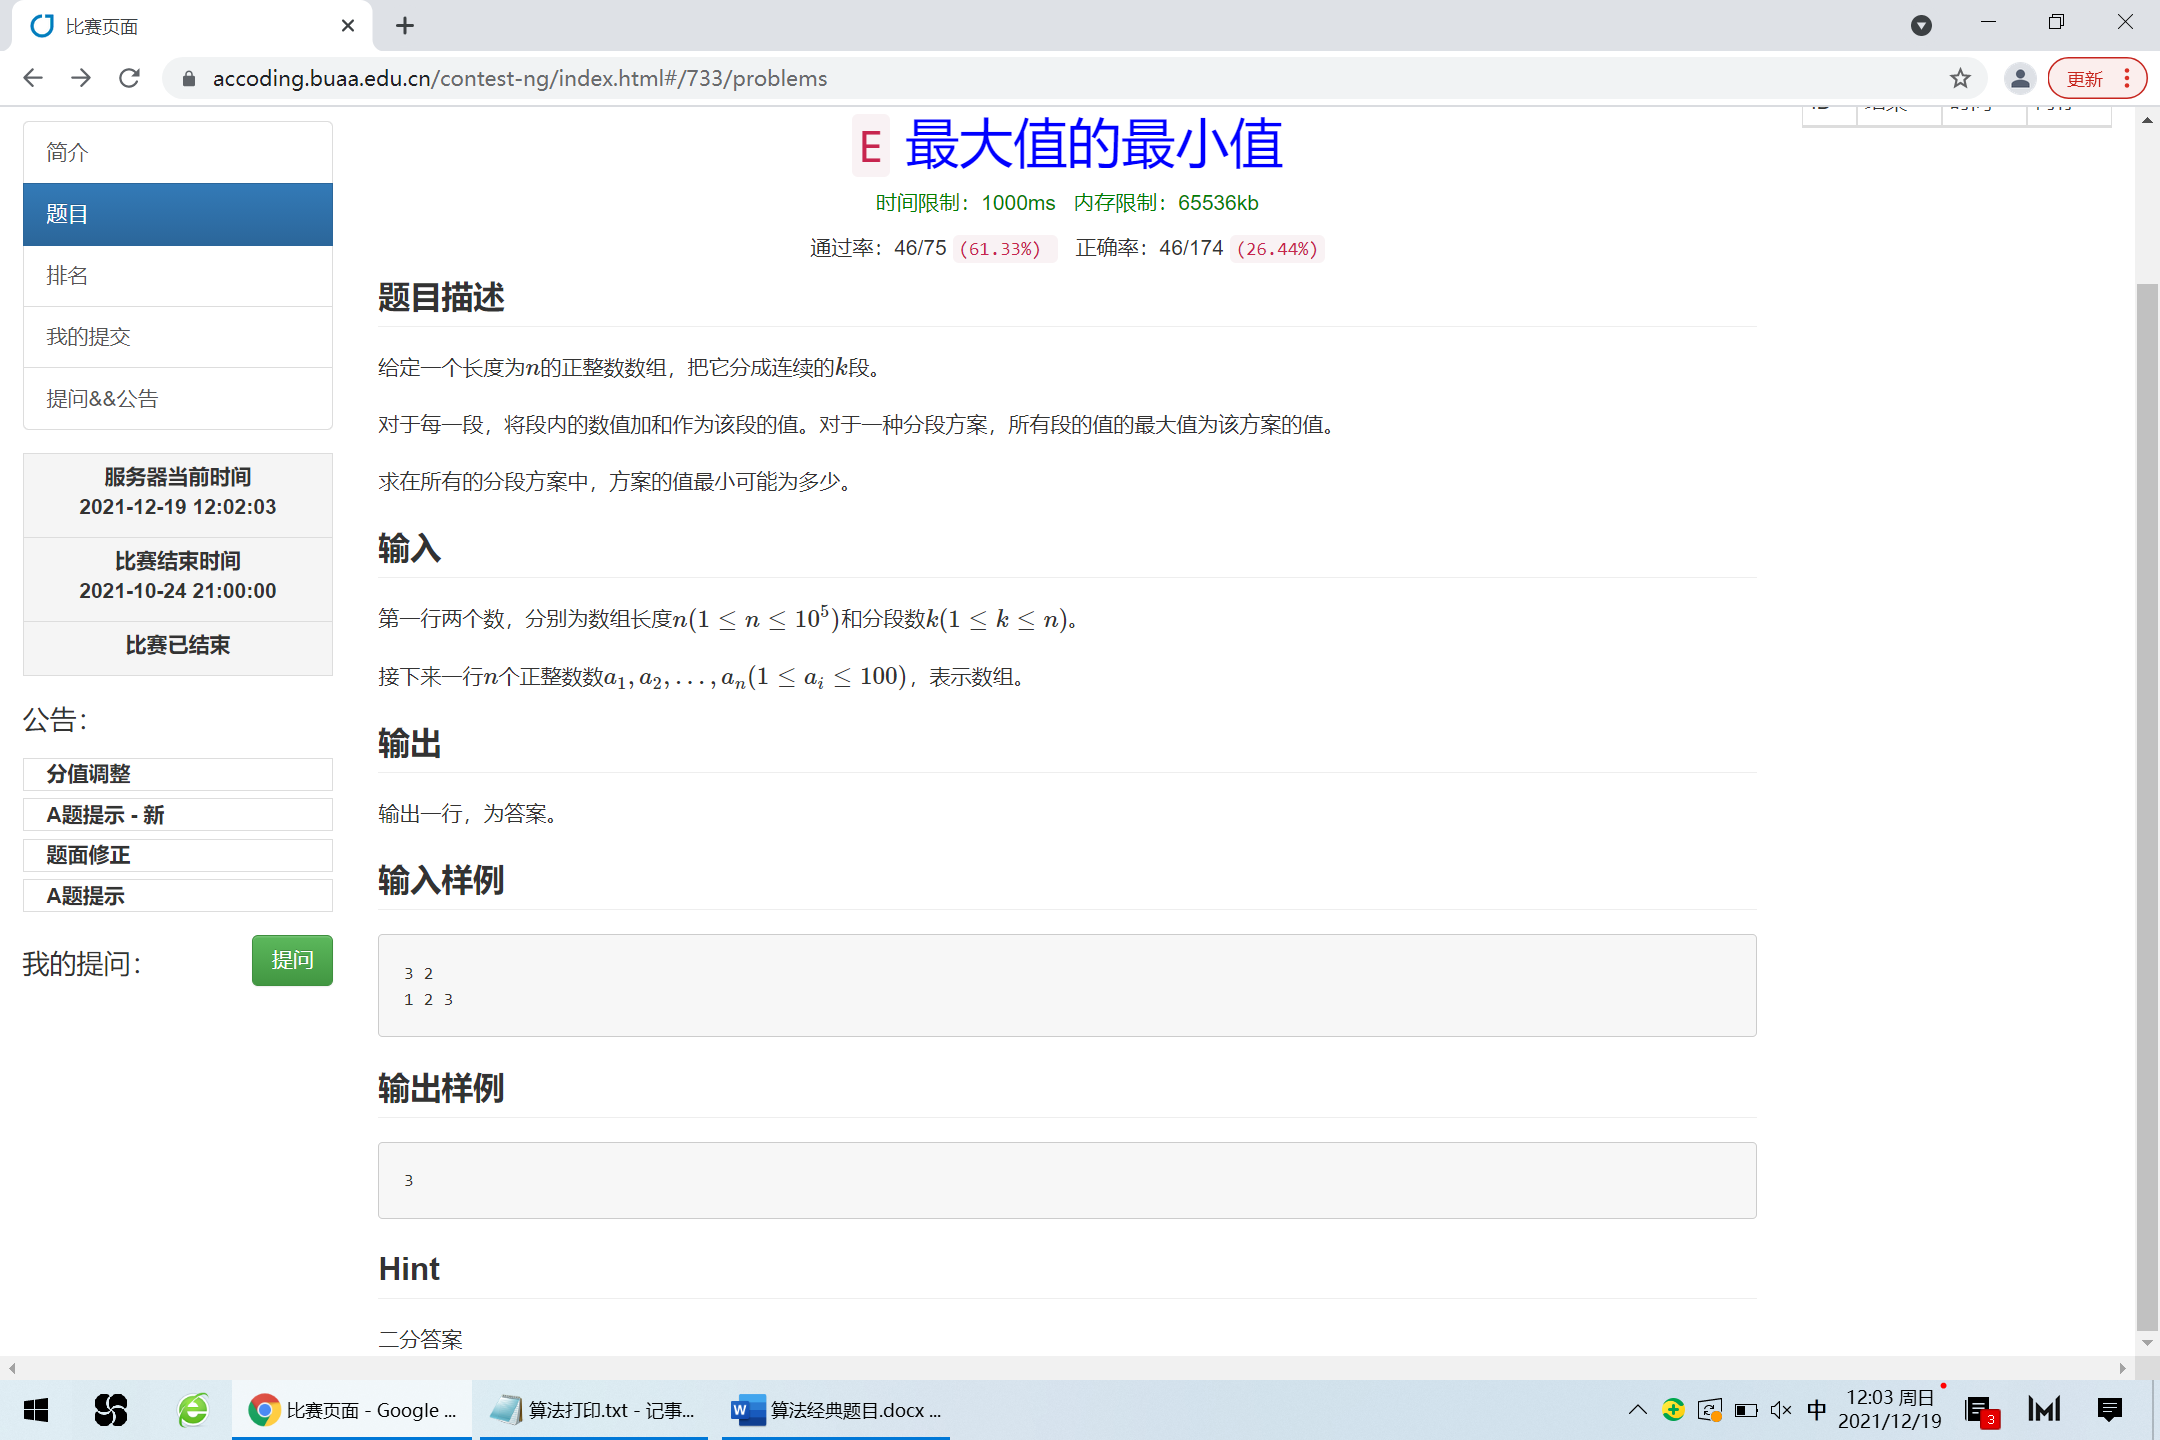 比赛页面
accoding.buaa.edu.cn/contest-ng/index.html#/733/problems
更新
简介
题目
排名
我的提交
提问&&公告
服务器当前时间
2021-12-19 12:02:03
比赛结束时间
2021-10-24 21:00:00
比赛已结束
公告：
分值调整
A题提示 - 新
题面修正
A题提示
我的提问：
提问
E 最大值的最小值
时间限制：1000ms 内存限制：65536kb
通过率：46/75 (61.33%) 正确率：46/174 (26.44%)
题目描述
给定一个长度为n的正整数数组，把它分成连续的k段。
对于每一段，将段内的数值加和作为该段的值。对于一种分段方案，所有段的值的最大值为该方案的值。
求在所有的分段方案中，方案的值最小可能为多少。
输入
第一行两个数，分别为数组长度n(1 ≤ n ≤ 10⁵)和分段数k(1 ≤ k ≤ n)。
接下来一行n个正整数数a₁, a₂, . . . , aₙ(1 ≤ aᵢ ≤ 100)，表示数组。
输出
输出一行，为答案。
输入样例
3 2
1 2 3
输出样例
3
Hint
二分答案
比赛页面 - Google ...
算法打印.txt - 记事...
算法经典题目.docx ...
中
12:03 周日
2021/12/19
3